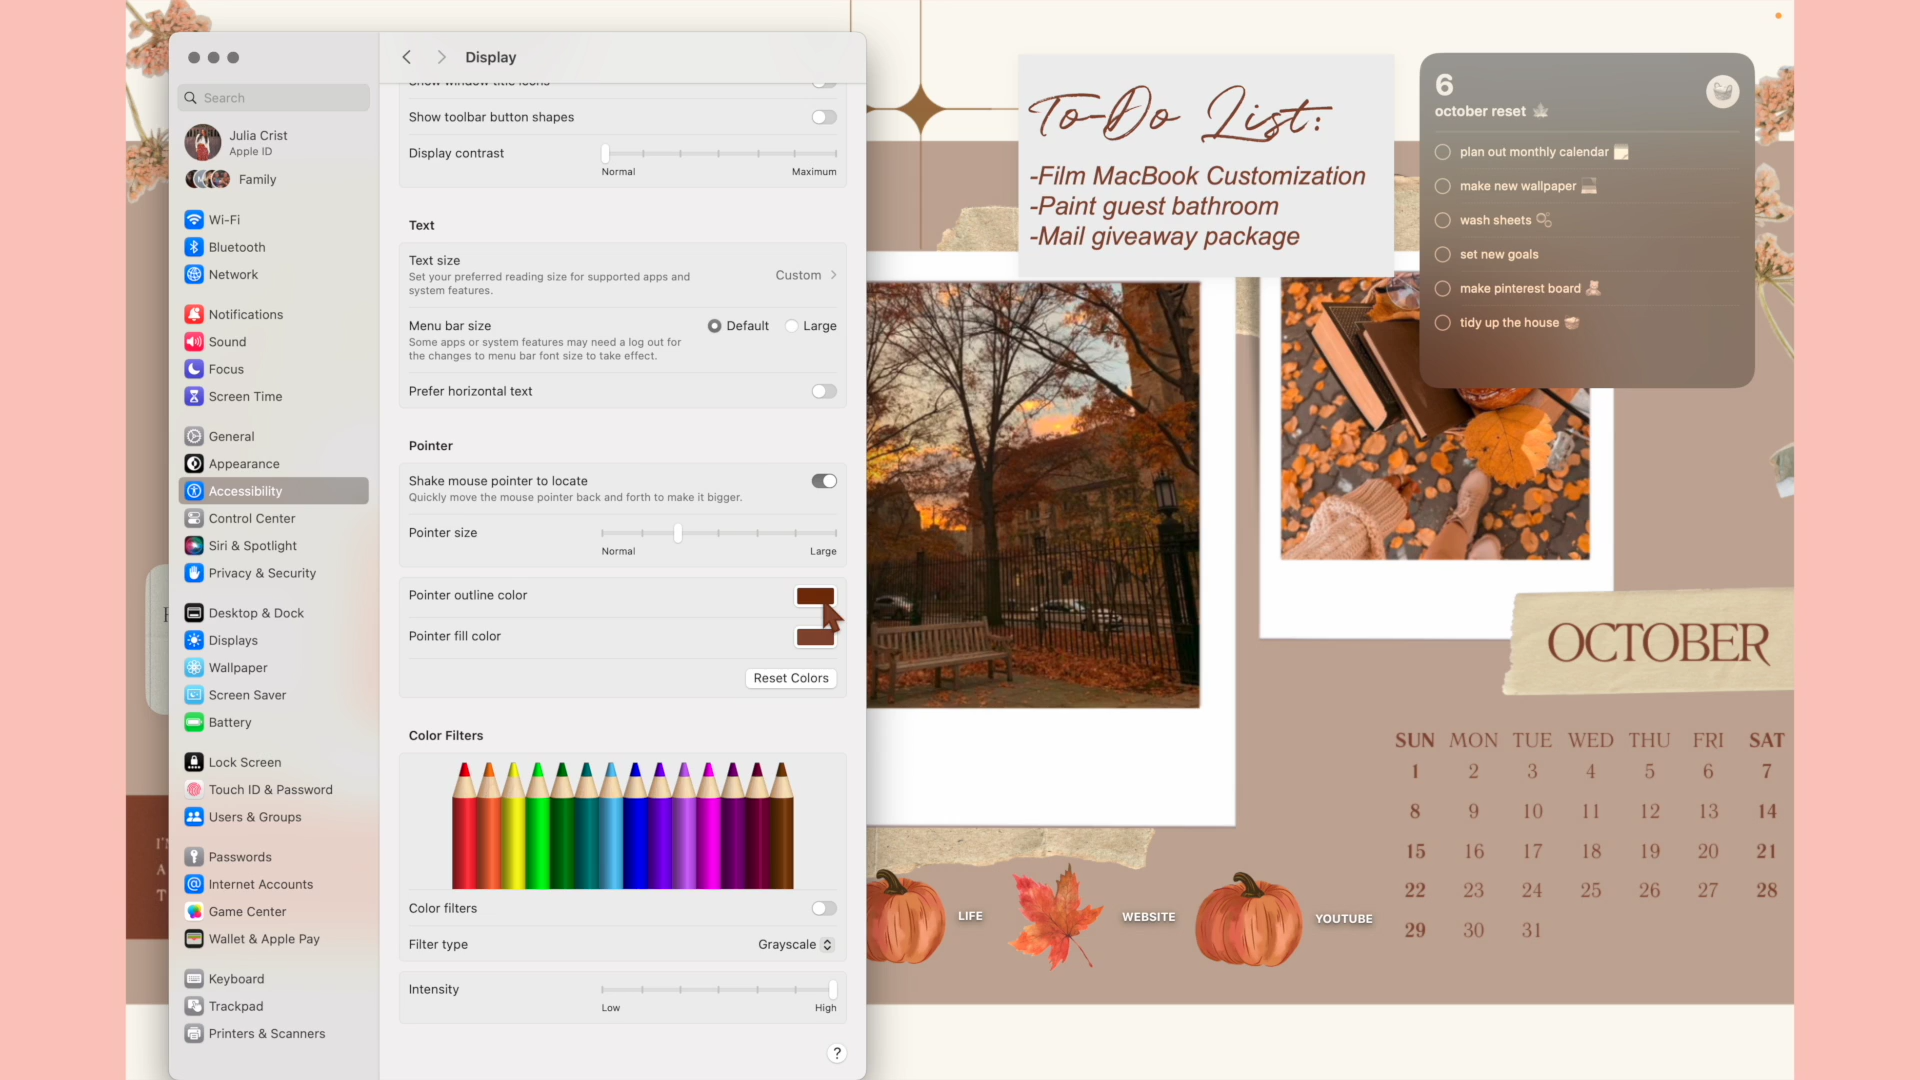 Display
Search
Julia Crist
Apple ID
Family
Wi-Fi
Bluetooth
Network
Notifications
Sound
Focus
Screen Time
General
Appearance
Accessibility
Control Center
Siri & Spotlight
Privacy & Security
Desktop & Dock
Displays
Wallpaper
Screen Saver
Battery
Lock Screen
Touch ID & Password
Users & Groups
Passwords
Internet Accounts
Game Center
Wallet & Apple Pay
Keyboard
Trackpad
Printers & Scanners
Show window title icons
Show toolbar button shapes
Display contrast
Normal Maximum
Text
Text size
Set your preferred reading size for supported apps and
system features.
Custom
Menu bar size
Default Large
Some apps or system features may need a log out for
the changes to menu bar font size to take effect.
Prefer horizontal text
Pointer
Shake mouse pointer to locate
Quickly move the mouse pointer back and forth to make it bigger.
Pointer size
Normal Large
Pointer outline color
Pointer fill color
Reset Colors
Color Filters
Color filters
Filter type Grayscale
Intensity
Low High
?
To-Do List:
-Film MacBook Customization
-Paint guest bathroom
-Mail giveaway package
6
october reset
plan out monthly calendar
make new wallpaper
wash sheets
set new goals
make pinterest board
tidy up the house
OCTOBER
SUN MON TUE WED THU FRI SAT
1 2 3 4 5 6 7
8 9 10 11 12 13 14
15 16 17 18 19 20 21
22 23 24 25 26 27 28
29 30 31
LIFE
WEBSITE
YOUTUBE